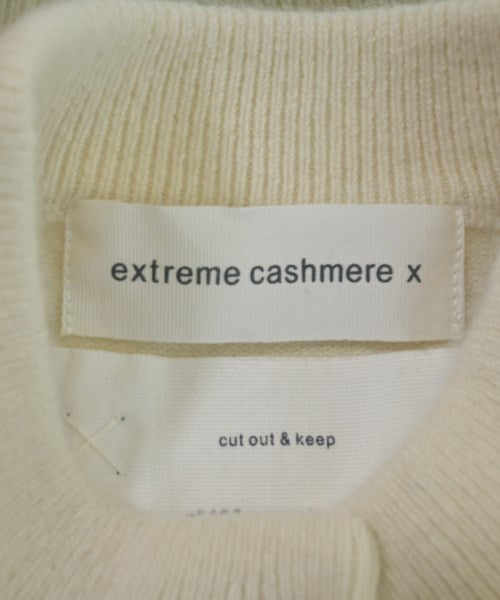 extreme cashmere x
cut out & keep